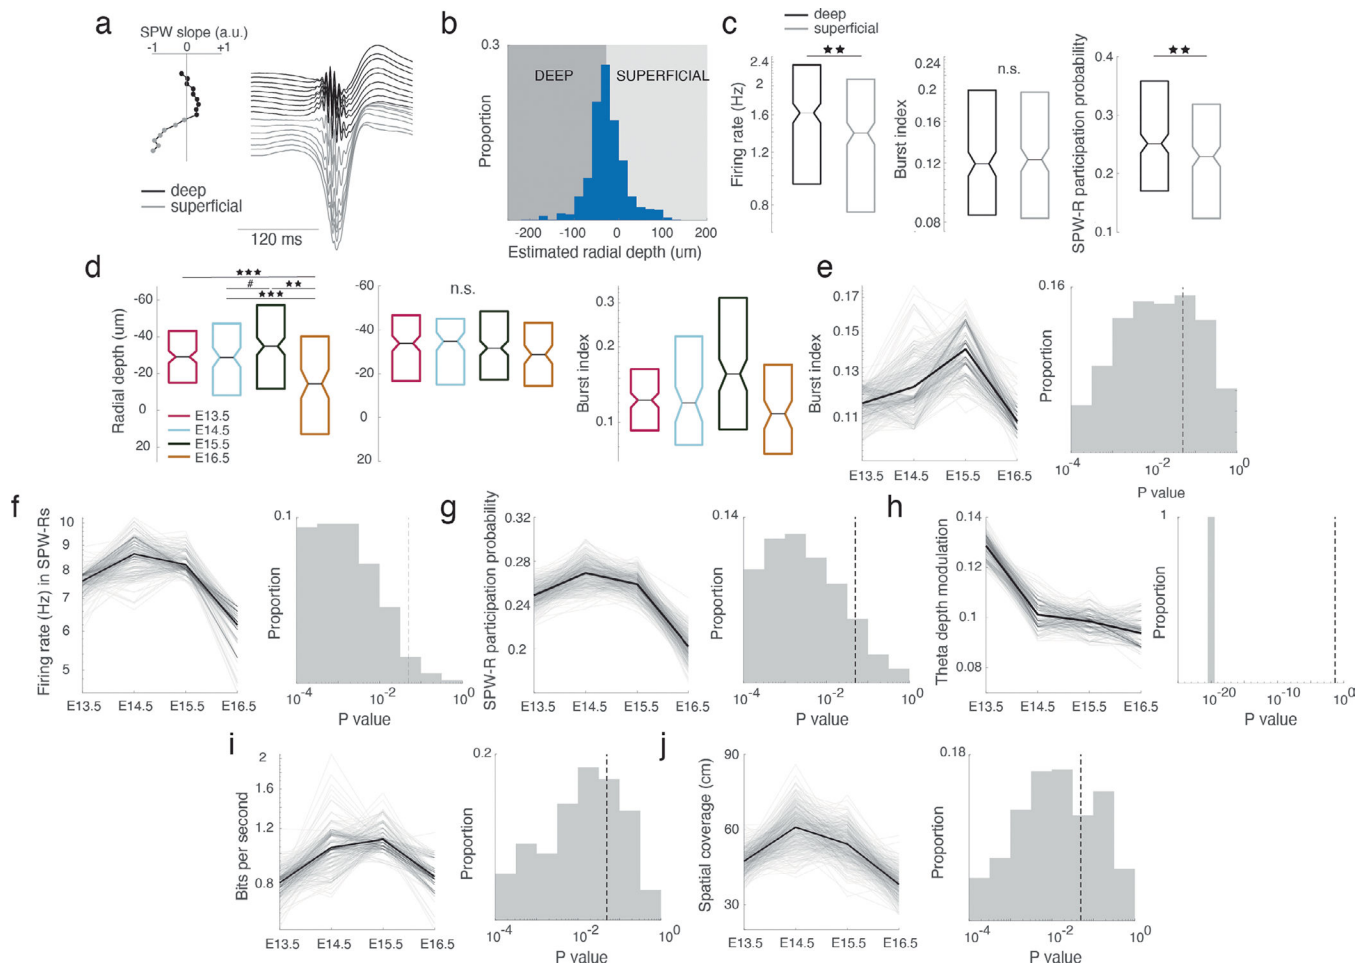 a
SPW slope (a.u.)
-1 0 +1
deep
superficial
120 ms
b
0.3
Proportion
DEEP
SUPERFICIAL
-200 -100 0 100 200
Estimated radial depth (um)
c
deep
superficial
★★
2.4
2
1.6
1.2
0.8
Firing rate (Hz)
n.s.
0.24
0.2
0.16
0.12
0.08
Burst index
★★
0.4
0.3
0.2
0.1
SPW-R participation probability
d
★★★
# ★★
★★★
-60
-40
-20
0
20
Radial depth (um)
E13.5
E14.5
E15.5
E16.5
n.s.
-60
-40
-20
0
20
0.3
0.2
0.1
Burst index
e
0.17
0.15
0.13
0.11
Burst index
E13.5 E14.5 E15.5 E16.5
0.16
Proportion
10-4 10-2 100
P value
f
10
9
8
7
6
5
Firing rate (Hz) in SPW-Rs
E13.5 E14.5 E15.5 E16.5
0.1
Proportion
10-4 10-2 100
P value
g
0.32
0.28
0.24
0.2
SPW-R participation probability
E13.5 E14.5 E15.5 E16.5
0.14
Proportion
10-4 10-2 100
P value
h
0.14
0.12
0.1
0.08
Theta depth modulation
E13.5 E14.5 E15.5 E16.5
1
Proportion
10-20 10-10 100
P value
i
2
1.6
1.2
0.8
Bits per second
E13.5 E14.5 E15.5 E16.5
0.2
Proportion
10-4 10-2 100
P value
j
90
60
30
Spatial coverage (cm)
E13.5 E14.5 E15.5 E16.5
0.18
Proportion
10-4 10-2 100
P value